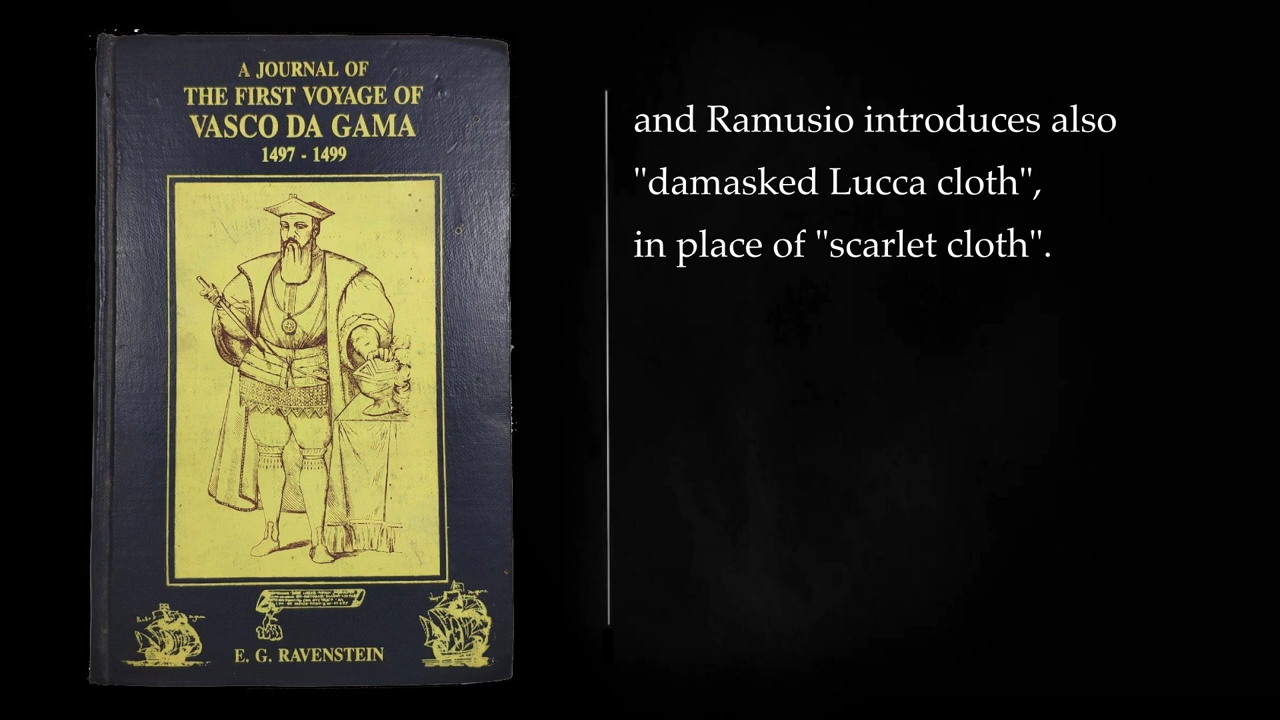 A JOURNAL OF
THE FIRST VOYAGE OF
VASCO DA GAMA
1497 - 1499
E. G. RAVENSTEIN
and Ramusio introduces also
"damasked Lucca cloth",
in place of "scarlet cloth".